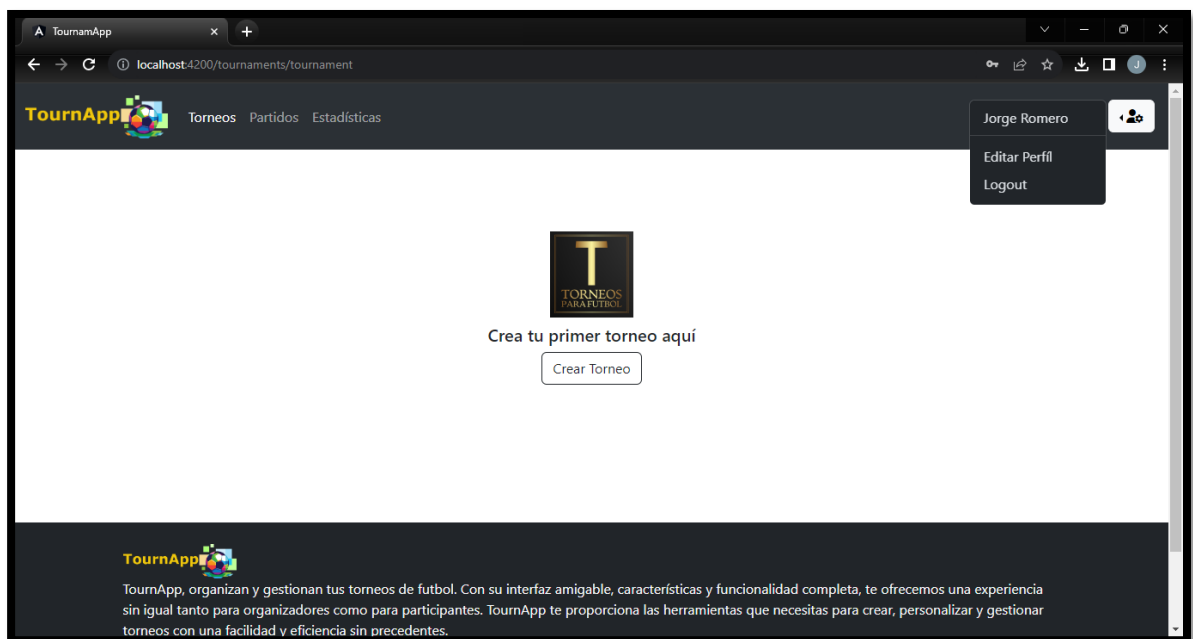 TournamApp
localhost:4200/tournaments/tournament
J
TournApp
Torneos Partidos Estadísticas
Jorge Romero
Editar Perfíl
Logout
T
TORNEOS
PARA FUTBOL
Crea tu primer torneo aquí
Crear Torneo
TournApp
TournApp, organizan y gestionan tus torneos de futbol. Con su interfaz amigable, características y funcionalidad completa, te ofrecemos una experiencia
sin igual tanto para organizadores como para participantes. TournApp te proporciona las herramientas que necesitas para crear, personalizar y gestionar
torneos con una facilidad y eficiencia sin precedentes.